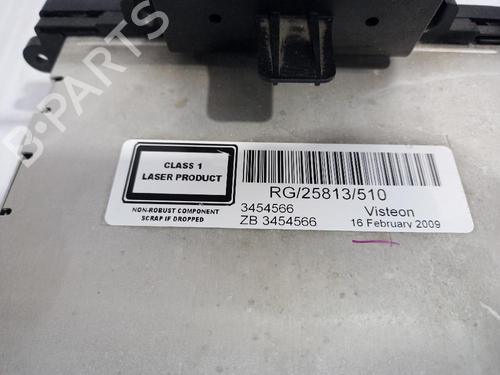 B-PARTS
CLASS 1
LASER PRODUCT
NON-ROBUST COMPONENT
SCRAP IF DROPPED
RG/25813/510
3454566
ZB 3454566
Visteon
16 February 2009